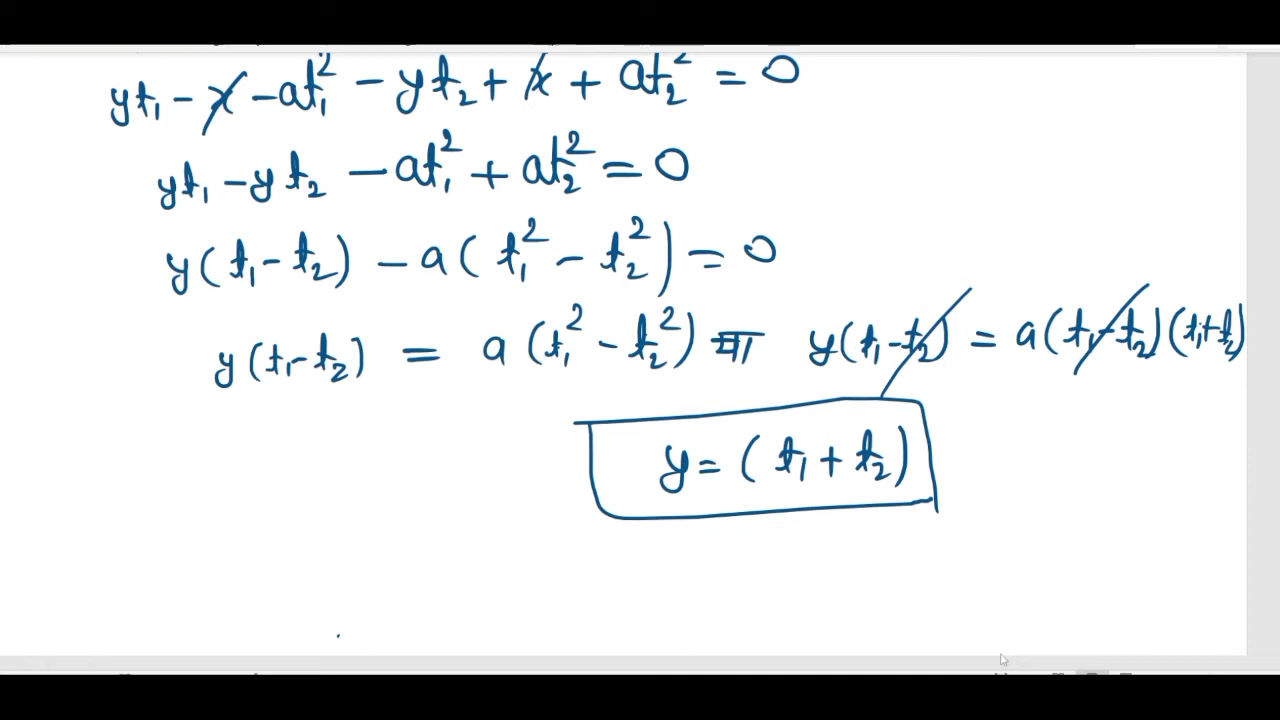 yt₁ - x - at₁² - yt₂ + x + at₂² = 0
yt₁ - yt₂ - at₁² + at₂² = 0
y(t₁ - t₂) - a(t₁² - t₂²) = 0
y(t₁ - t₂) = a(t₁² - t₂²) या y(t₁ - t₂) = a(t₁ - t₂)(t₁ + t₂)
y = (t₁ + t₂)